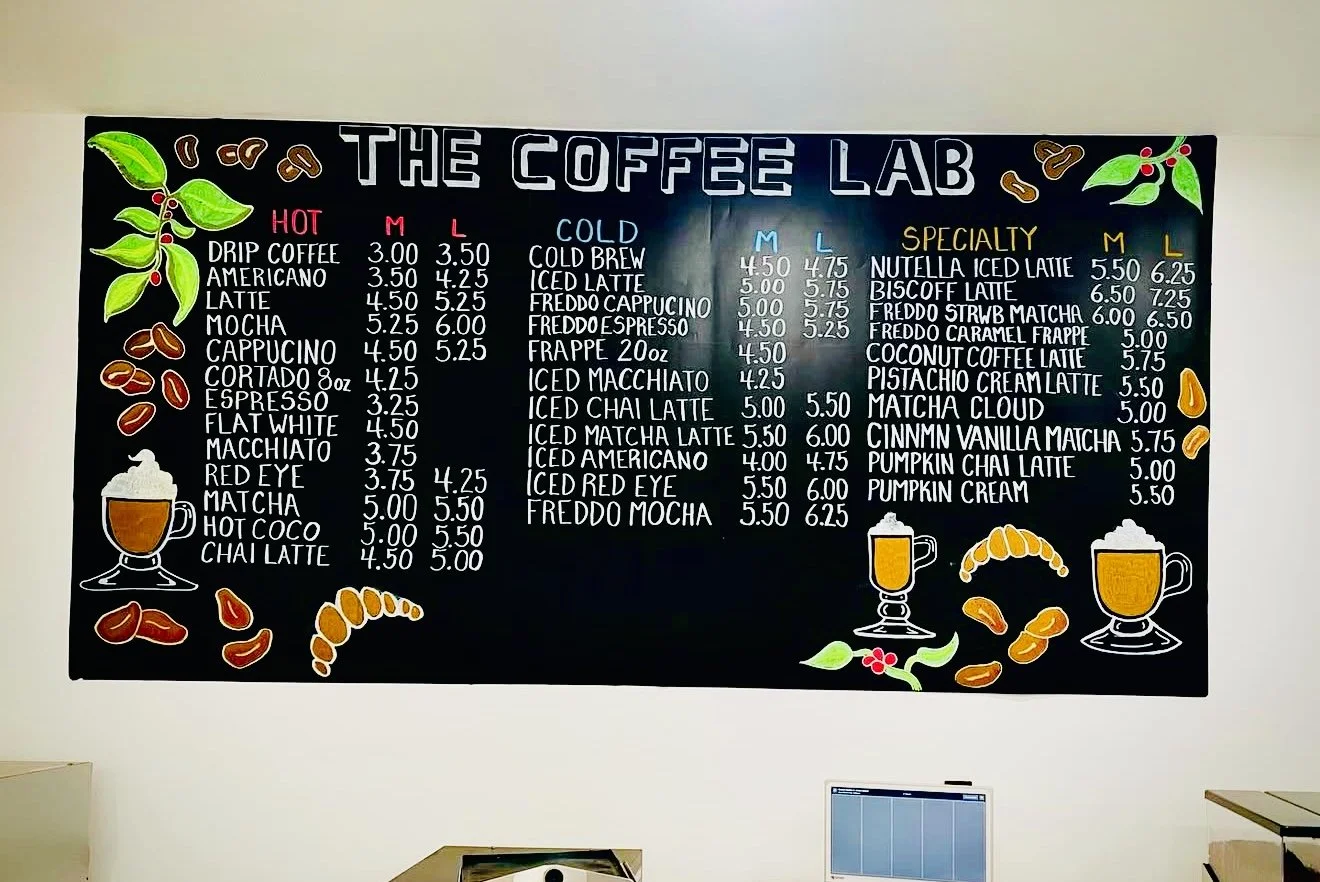 THE COFFEE LAB
HOT M L
DRIP COFFEE 3.00 3.50
AMERICANO 3.50 4.25
LATTE 4.50 5.25
MOCHA 5.25 6.00
CAPPUCINO 4.50 5.25
CORTADO 8oz 4.25
ESPRESSO 3.25
FLAT WHITE 4.50
MACCHIATO 3.75
RED EYE 3.75 4.25
MATCHA 5.00 5.50
HOT COCO 5.00 5.50
CHAI LATTE 4.50 5.00
COLD M L
COLD BREW 4.50 4.75
ICED LATTE 5.00 5.75
FREDDO CAPPUCINO 5.00 5.75
FREDDO ESPRESSO 4.50 5.25
FRAPPE 20oz 4.50
ICED MACCHIATO 4.25
ICED CHAI LATTE 5.00 5.50
ICED MATCHA LATTE 5.50 6.00
ICED AMERICANO 4.00 4.75
ICED RED EYE 5.50 6.00
FREDDO MOCHA 5.50 6.25
SPECIALTY M L
NUTELLA ICED LATTE 5.50 6.25
BISCOFF LATTE 6.50 7.25
FREDDO STRWB MATCHA 6.00 6.50
FREDDO CARAMEL FRAPPE 5.00
COCONUT COFFEE LATTE 5.75
PISTACHIO CREAM LATTE 5.50
MATCHA CLOUD 5.00
CINNMN VANILLA MATCHA 5.75
PUMPKIN CHAI LATTE 5.00
PUMPKIN CREAM 5.50